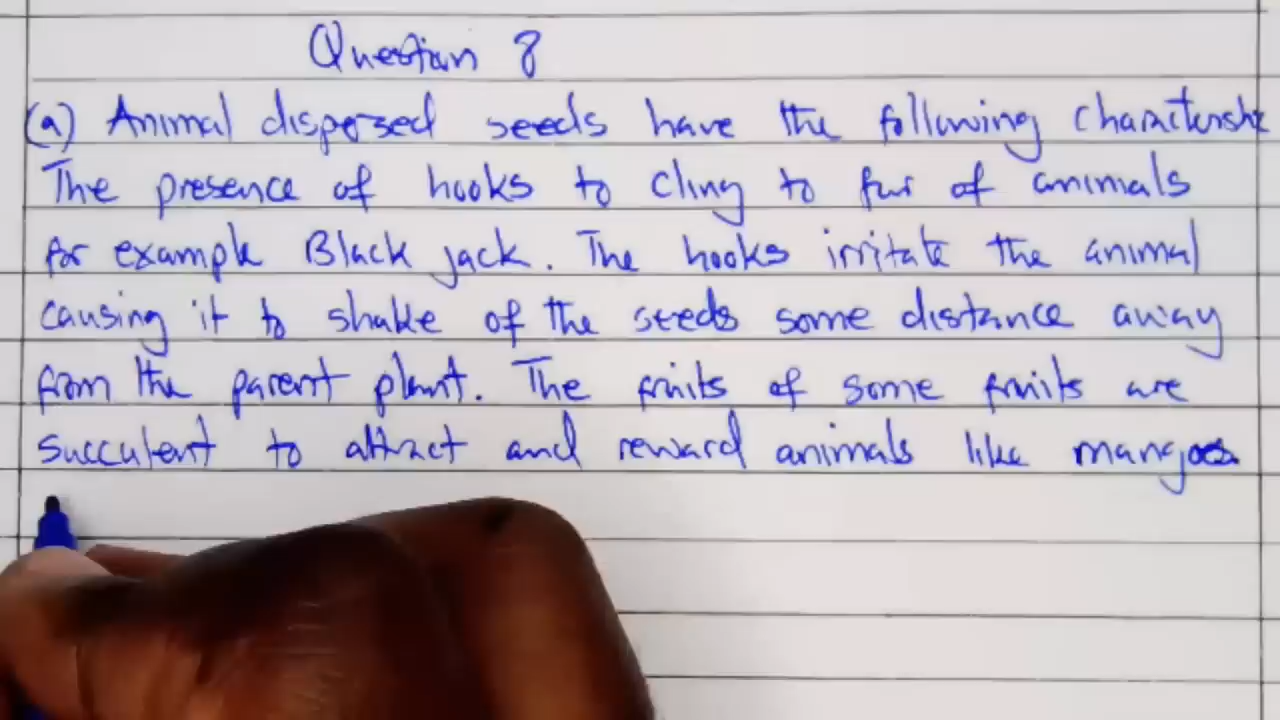 Question 8
(a) Animal dispersed seeds have the following
The presence of hooks to cling to fur of animals
for example Black jack. The hooks irritate the animal
causing it to shake of the seeds some distance away
from the parent plant. The fruits of some fruits are
succulent to attract and reward animals like